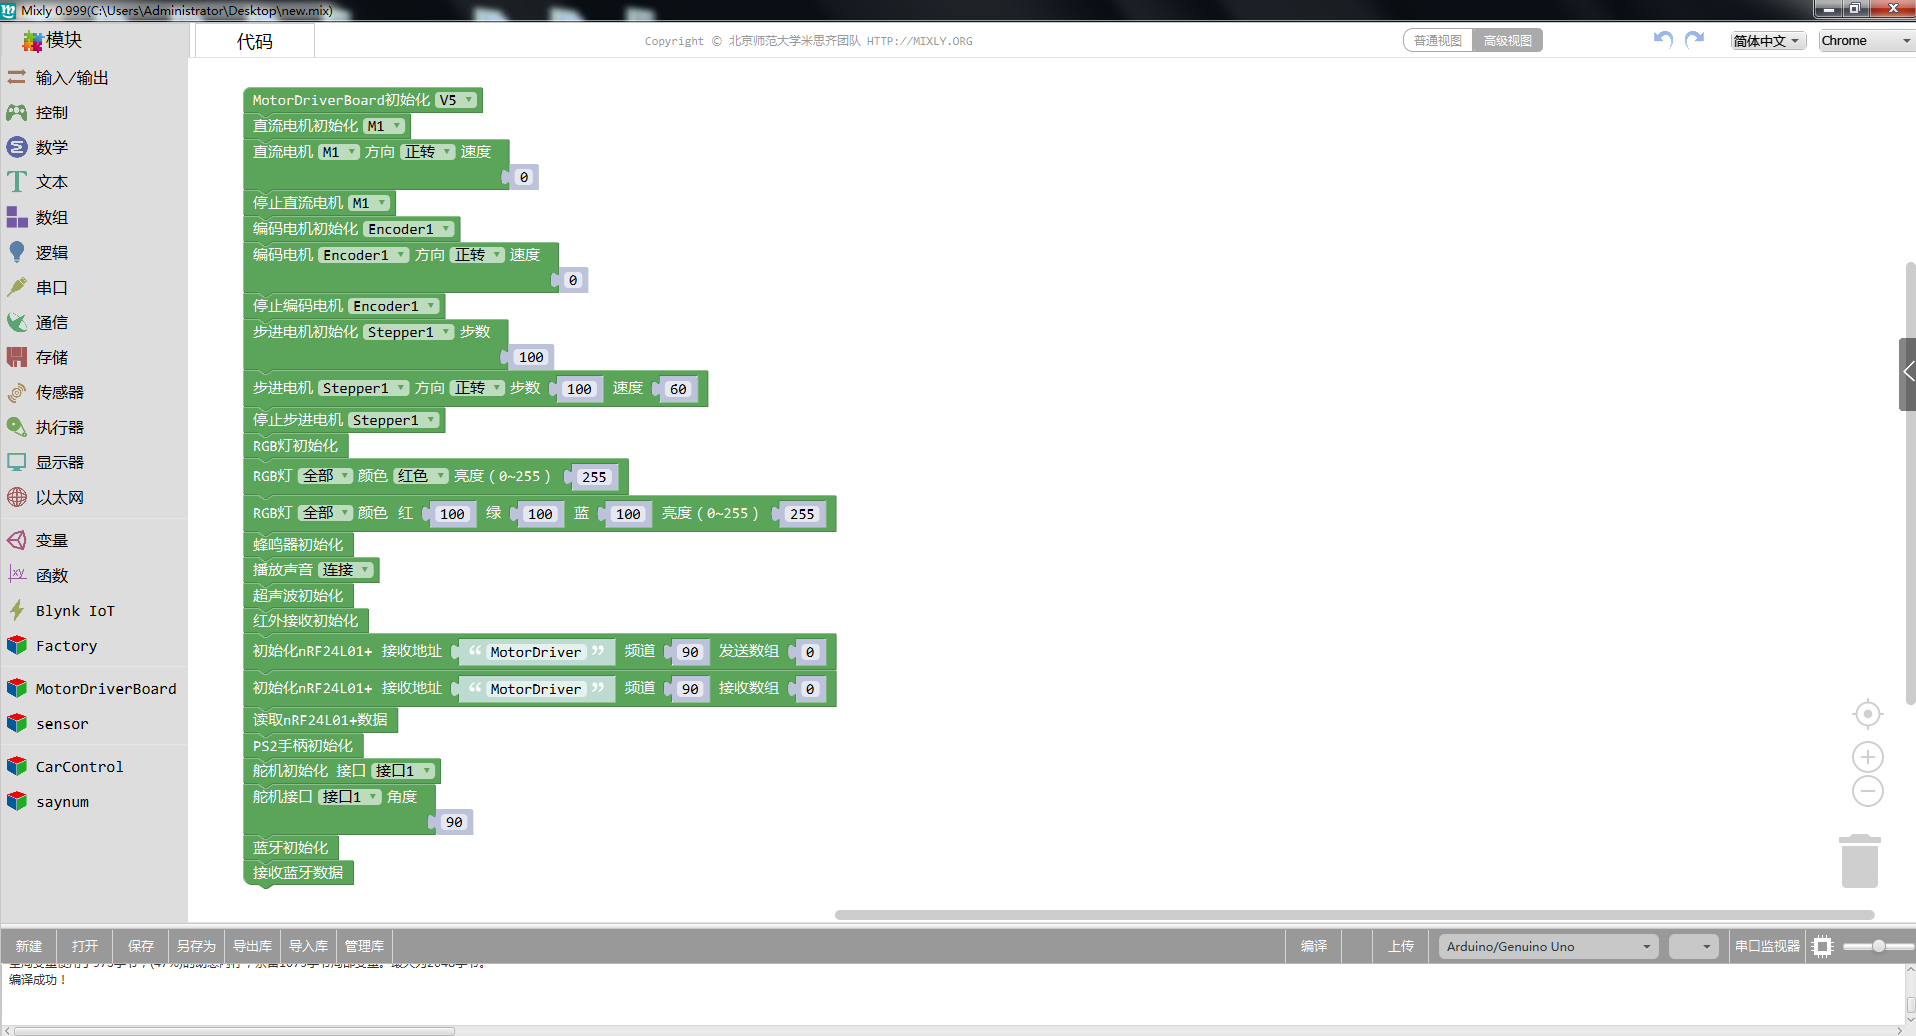 Mixly 0.999(C:\Users\Administrator\Desktop\new.mix)
模块
代码
Copyright © 北京师范大学米思齐团队 HTTP://MIXLY.ORG
普通视图 高级视图
简体中文
Chrome
输入/输出
控制
数学
文本
数组
逻辑
串口
通信
存储
传感器
执行器
显示器
以太网
变量
函数
Blynk IoT
Factory
MotorDriverBoard
sensor
CarControl
saynum
MotorDriverBoard初始化 V5
直流电机初始化 M1
直流电机 M1 方向 正转 速度
0
停止直流电机 M1
编码电机初始化 Encoder1
编码电机 Encoder1 方向 正转 速度
0
停止编码电机 Encoder1
步进电机初始化 Stepper1 步数
100
步进电机 Stepper1 方向 正转 步数 100 速度 60
停止步进电机 Stepper1
RGB灯初始化
RGB灯 全部 颜色 红色 亮度(0~255) 255
RGB灯 全部 颜色 红 100 绿 100 蓝 100 亮度(0~255) 255
蜂鸣器初始化
播放声音 连接
超声波初始化
红外接收初始化
初始化nRF24L01+ 接收地址 “ MotorDriver ” 频道 90 发送数组 0
初始化nRF24L01+ 接收地址 “ MotorDriver ” 频道 90 接收数组 0
读取nRF24L01+数据
PS2手柄初始化
舵机初始化 接口 接口1
舵机接口 接口1 角度
90
蓝牙初始化
接收蓝牙数据
新建 打开 保存 另存为 导出库 导入库 管理库 编译 上传 Arduino/Genuino Uno 串口监视器
编译成功！